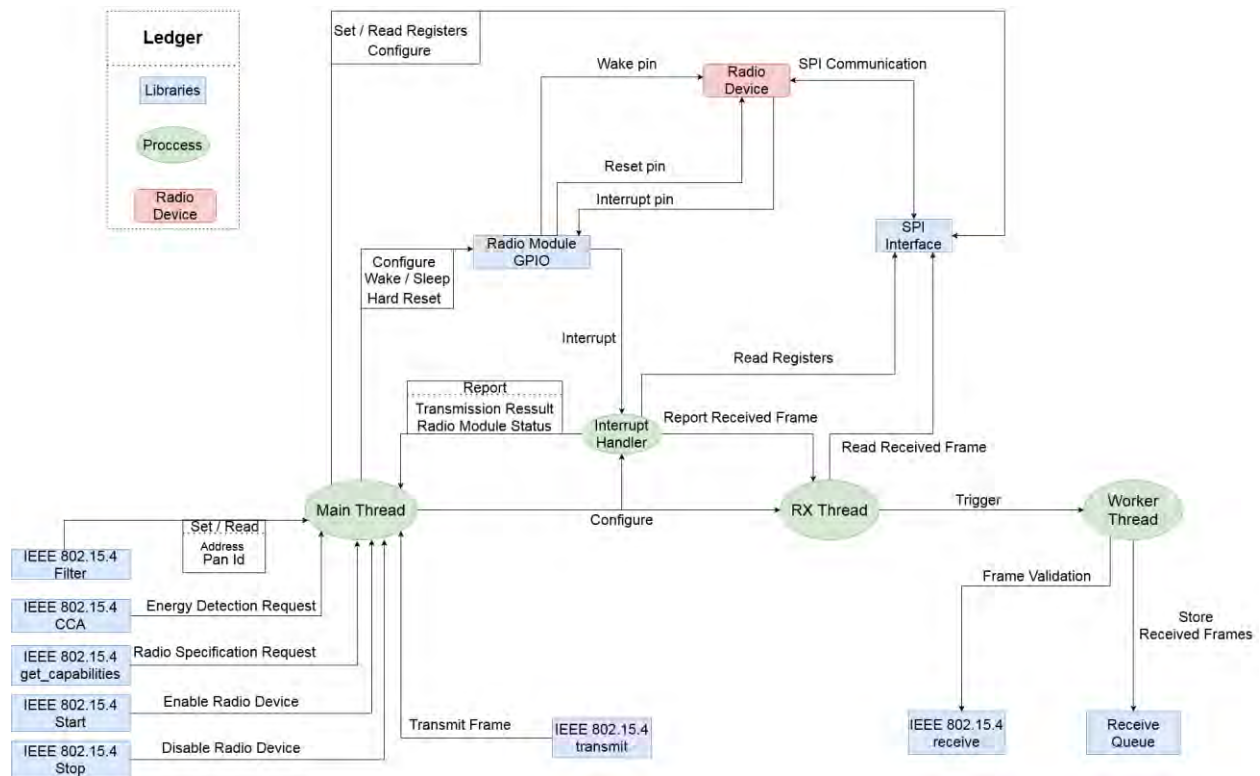 Ledger
Libraries
Proccess
Radio
Device
Set / Read Registers
Configure
Wake pin
Radio
Device
SPI Communication
Reset pin
Interrupt pin
Radio Module
GPIO
SPI
Interface
Configure
Wake / Sleep
Hard Reset
Interrupt
Read Registers
Report
Transmission Ressult
Radio Module Status
Interrupt
Handler
Report Received Frame
Read Received Frame
Main Thread
Configure
RX Thread
Trigger
Worker
Thread
Set / Read
Address
Pan Id
IEEE 802.15.4
Filter
IEEE 802.15.4
CCA
Energy Detection Request
IEEE 802.15.4
get_capabilities
Radio Specification Request
IEEE 802.15.4
Start
Enable Radio Device
IEEE 802.15.4
Stop
Disable Radio Device
Transmit Frame
IEEE 802.15.4
transmit
Frame Validation
Store
Received Frames
IEEE 802.15.4
receive
Receive
Queue